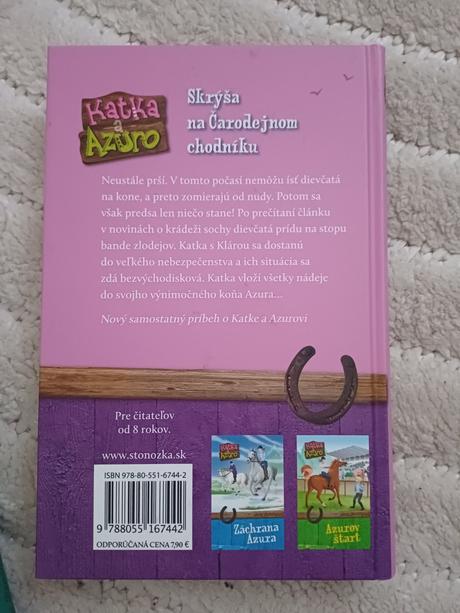 Katka
a
Azuro
Skrýša
na Čarodejnom
chodníku
Neustále prší. V tomto počasí nemôžu ísť dievčatá
na kone, a preto zomierajú od nudy. Potom sa
však predsa len niečo stane! Po prečítaní článku
v novinách o krádeži sochy dievčatá prídu na stopu
bande zlodejov. Katka s Klárou sa dostanú
do veľkého nebezpečenstva a ich situácia sa
zdá bezvýchodisková. Katka vloží všetky nádeje
do svojho výnimočného koňa Azura...
Nový samostatný príbeh o Katke a Azurovi
Pre čitateľov
od 8 rokov.
www.stonozka.sk
ISBN 978-80-551-6744-2
9 788055 167442
ODPORÚČANÁ CENA 7,90 €
Katka
a
Azuro
Záchrana
Azura
Katka
a
Azuro
Azurov
štart